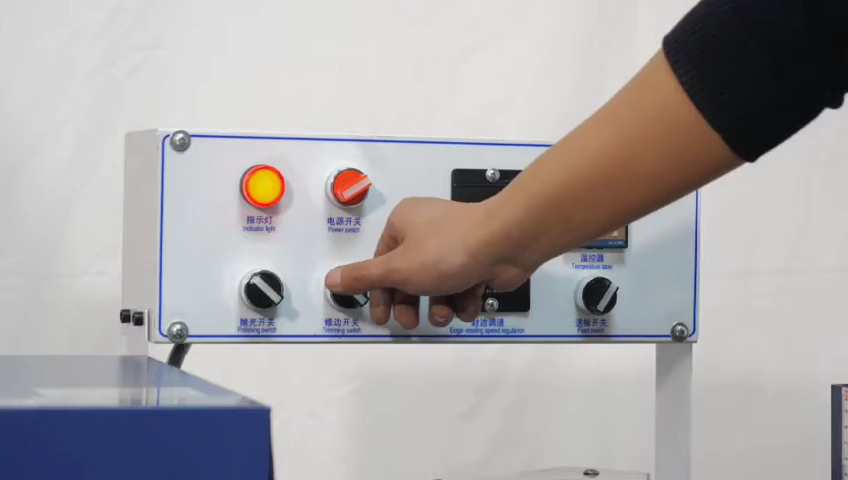 指示灯
Indicator light
电源开关
Power switch
温控器
抛光开关
Polishing switch
修边开关
Trimming switch
封边调速
Edge-sealing speed regulation
送板开关
Feed switch